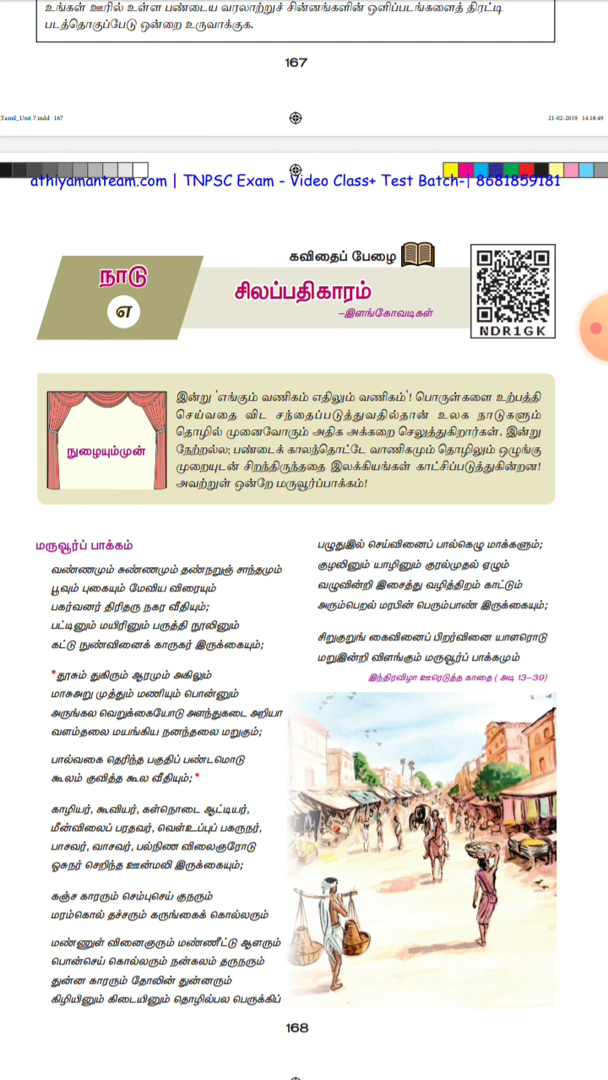 உங்கள் ஊரில் உள்ள பண்டைய வரலாற்றுச் சின்னங்களின் ஒளிப்படங்களைத் திரட்டி
படத்தொகுப்பேடு ஒன்றை உருவாக்குக.
167
_Tamil_Unit 7.indd 167
21-02-2019 14:18:49
athiyamanteam.com | TNPSC Exam - Video Class+ Test Batch-| 8681859181
நாடு
எ
கவிதைப் பேழை
சிலப்பதிகாரம்
-இளங்கோவடிகள்
NDR1GK
நுழையும்முன்
இன்று 'எங்கும் வணிகம் எதிலும் வணிகம்'! பொருள்களை உற்பத்தி
செய்வதை விட சந்தைப்படுத்துவதில்தான் உலக நாடுகளும்
தொழில் முனைவோரும் அதிக அக்கறை செலுத்துகிறார்கள். இன்று
நேற்றல்ல; பண்டைக் காலந்தொட்டே வாணிகமும் தொழிலும் ஒழுங்கு
முறையுடன் சிறந்திருந்ததை இலக்கியங்கள் காட்சிப்படுத்துகின்றன!
அவற்றுள் ஒன்றே மருவூர்ப்பாக்கம்!
மருவூர்ப் பாக்கம்
வண்ணமும் சுண்ணமும் தண்நறுஞ் சாந்தமும்
பூவும் புகையும் மேவிய விரையும்
பகர்வனர் திரிதரு நகர வீதியும்;
பட்டினும் மயிரினும் பருத்தி நூலினும்
கட்டு நுண்வினைக் காருகர் இருக்கையும்;
*தூசும் துகிரும் ஆரமும் அகிலும்
மாசுஅறு முத்தும் மணியும் பொன்னும்
அருங்கல வெறுக்கையோடு அளந்துகடை அறியா
வளம்தலை மயங்கிய நனந்தலை மறுகும்;
பால்வகை தெரிந்த பகுதிப் பண்டமொடு
கூலம் குவித்த கூல வீதியும்;*
காழியர், கூவியர், கள்நொடை ஆட்டியர்,
மீன்விலைப் பரதவர், வெள்உப்புப் பகருநர்,
பாசவர், வாசவர், பல்நிண விலைஞரோடு
ஓசுநர் செறிந்த ஊன்மலி இருக்கையும்;
கஞ்ச காரரும் செம்புசெய் குநரும்
மரம்கொல் தச்சரும் கருங்கைக் கொல்லரும்
மண்ணுள் வினைஞரும் மண்ணீட்டு ஆளரும்
பொன்செய் கொல்லரும் நன்கலம் தருநரும்
துன்ன காரரும் தோலின் துன்னரும்
கிழியினும் கிடையினும் தொழில்பல பெருக்கிப்
பழுதுஇல் செய்வினைப் பால்கெழு மாக்களும்;
குழலினும் யாழினும் குரல்முதல் ஏழும்
வழுவின்றி இசைத்து வழித்திறம் காட்டும்
அரும்பெறல் மரபின் பெரும்பாண் இருக்கையும்;
சிறுகுறுங் கைவினைப் பிறர்வினை யாளரொடு
மறுஇன்றி விளங்கும் மருவூர்ப் பாக்கமும்
இந்திரவிழா ஊரெடுத்த காதை ( அடி 13-39)
168